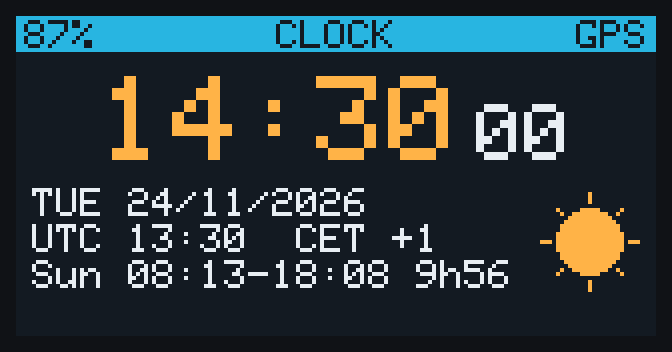 87% CLOCK GPS
14:30 00
TUE 24/11/2026
UTC 13:30 CET +1
Sun 08:13-18:08 9h56